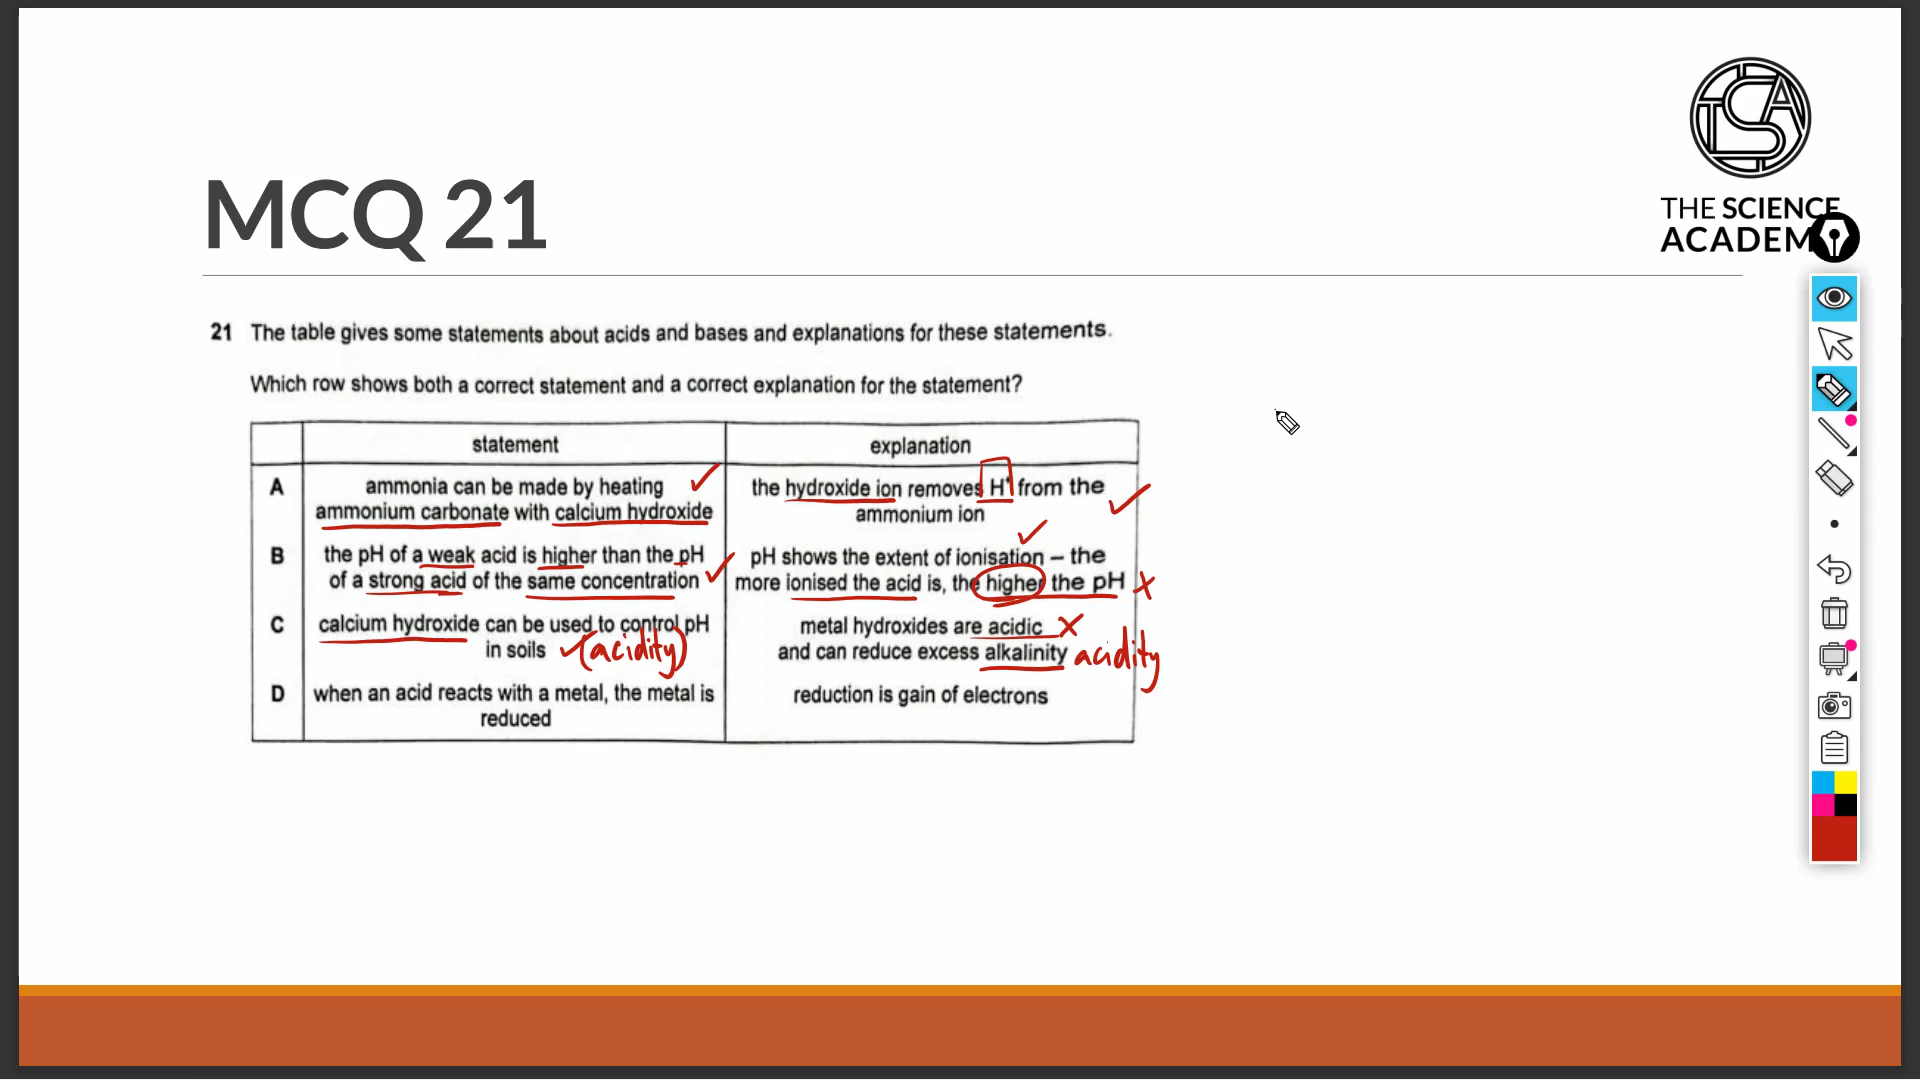 THE SCIENCE
ACADEM
MCQ 21
21 The table gives some statements about acids and bases and explanations for these statements.
Which row shows both a correct statement and a correct explanation for the statement?
statement explanation
A ammonia can be made by heating the hydroxide ion removes H⁺ from the
ammonium carbonate with calcium hydroxide ammonium ion
B the pH of a weak acid is higher than the pH pH shows the extent of ionisation – the
of a strong acid of the same concentration more ionised the acid is, the higher the pH
C calcium hydroxide can be used to control pH metal hydroxides are acidic
in soils (acidity) and can reduce excess alkalinity acidity
D when an acid reacts with a metal, the metal is reduction is gain of electrons
reduced